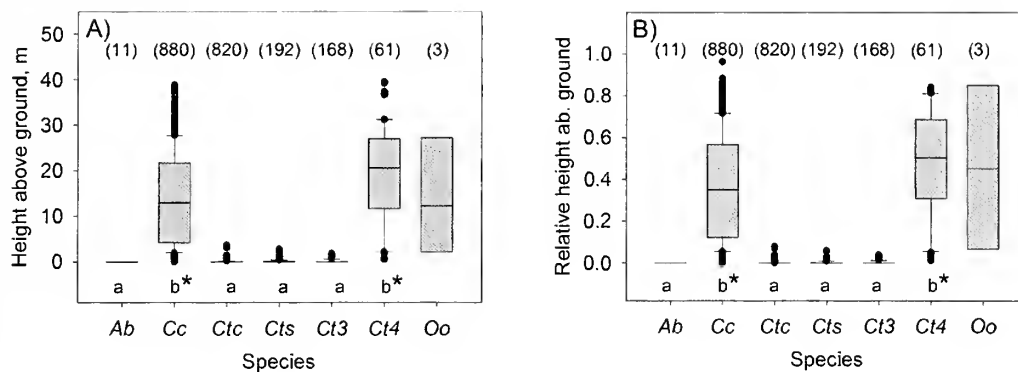 A)
(11) (880) (820) (192) (168) (61) (3)
Height above ground, m
50
40
30
20
10
0
a b* a a a b*
Ab Cc Ctc Cts Ct3 Ct4 Oo
Species
B)
(11) (880) (820) (192) (168) (61) (3)
Relative height ab. ground
1.0
0.8
0.6
0.4
0.2
0.0
a b* a a a b*
Ab Cc Ctc Cts Ct3 Ct4 Oo
Species